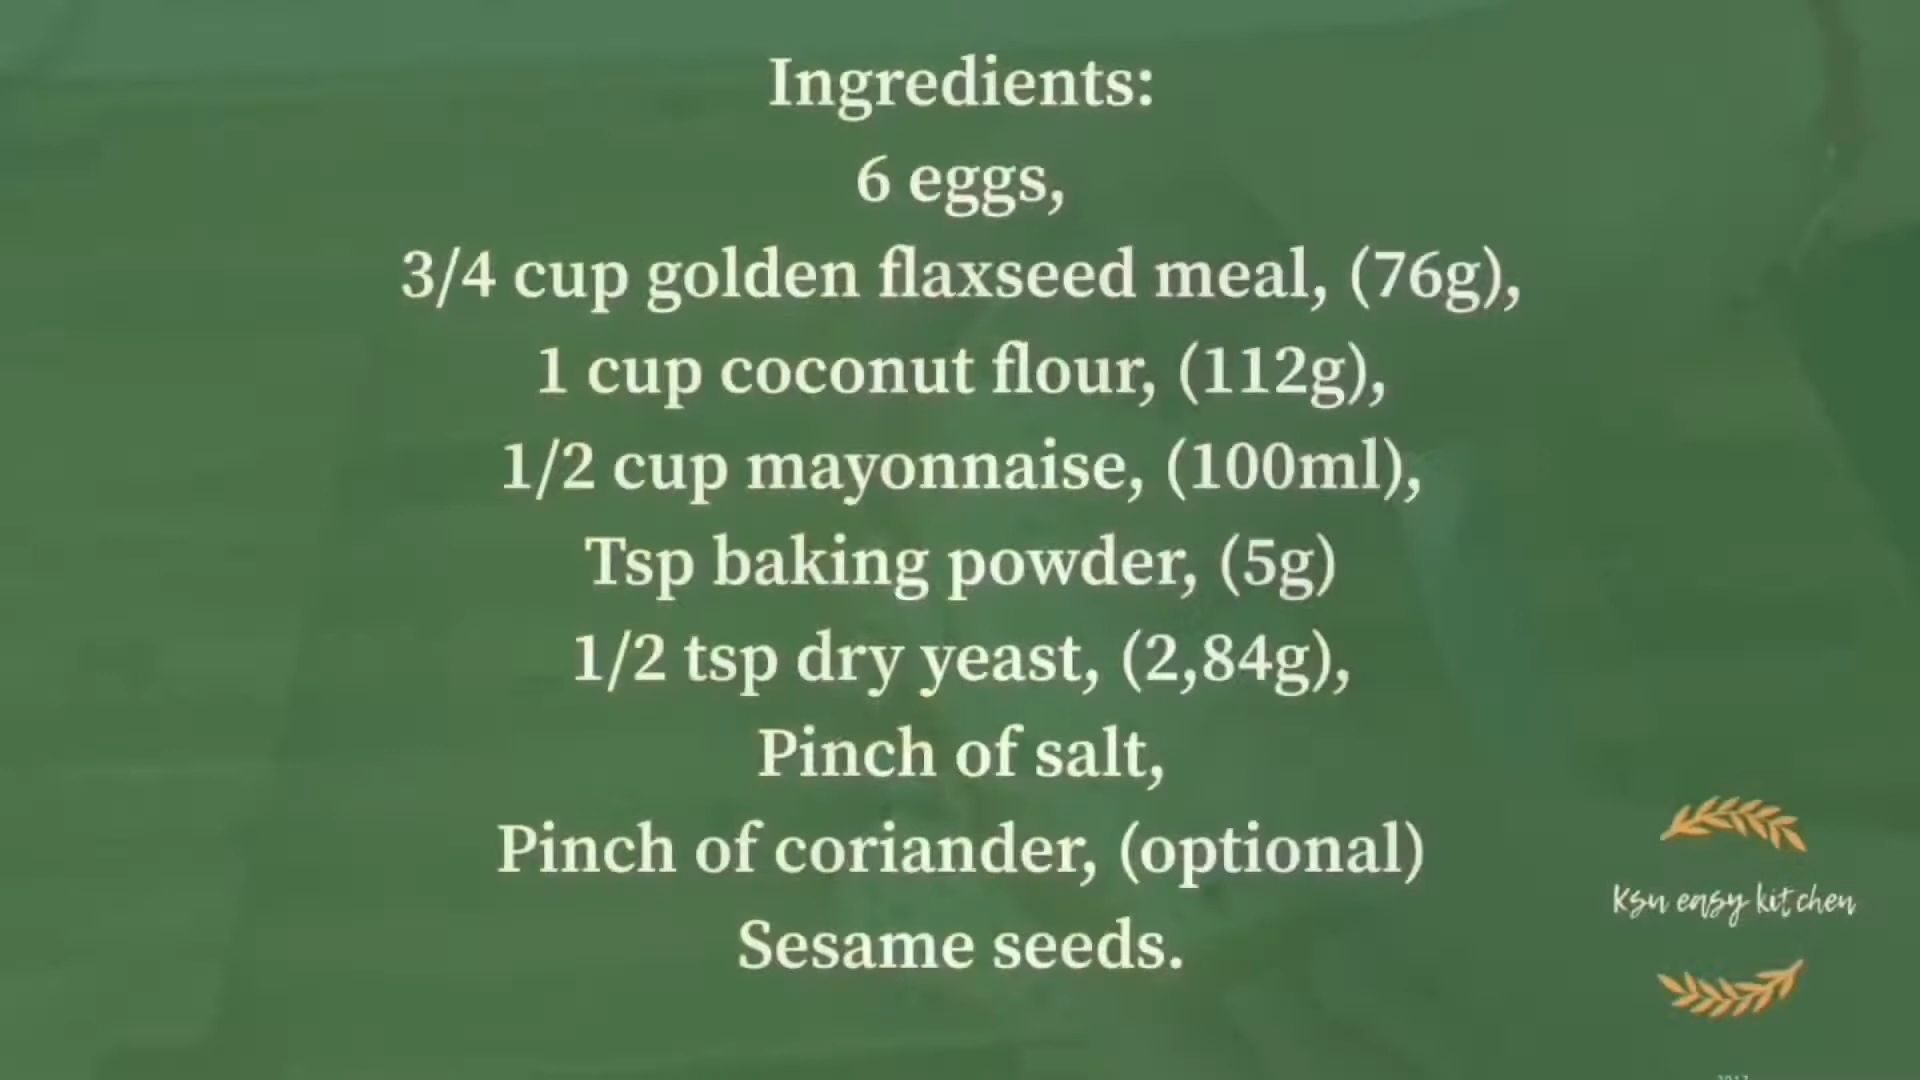 Ingredients:
6 eggs,
3/4 cup golden flaxseed meal, (76g),
1 cup coconut flour, (112g),
1/2 cup mayonnaise, (100ml),
Tsp baking powder, (5g)
1/2 tsp dry yeast, (2,84g),
Pinch of salt,
Pinch of coriander, (optional)
Sesame seeds.
Ksu easy kitchen